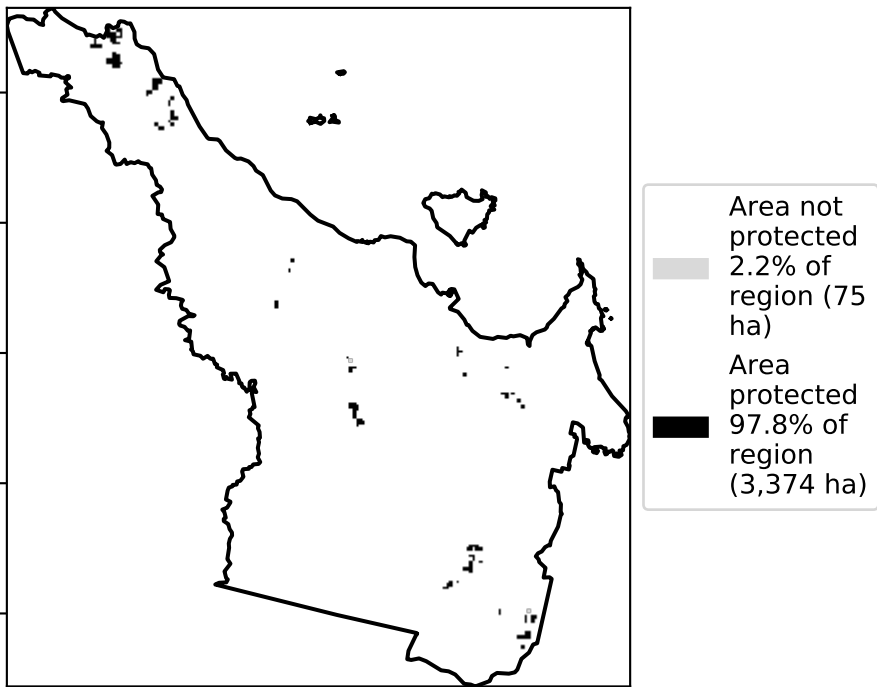 Area not
protected
2.2% of
region (75
ha)
Area
protected
97.8% of
region
(3,374 ha)